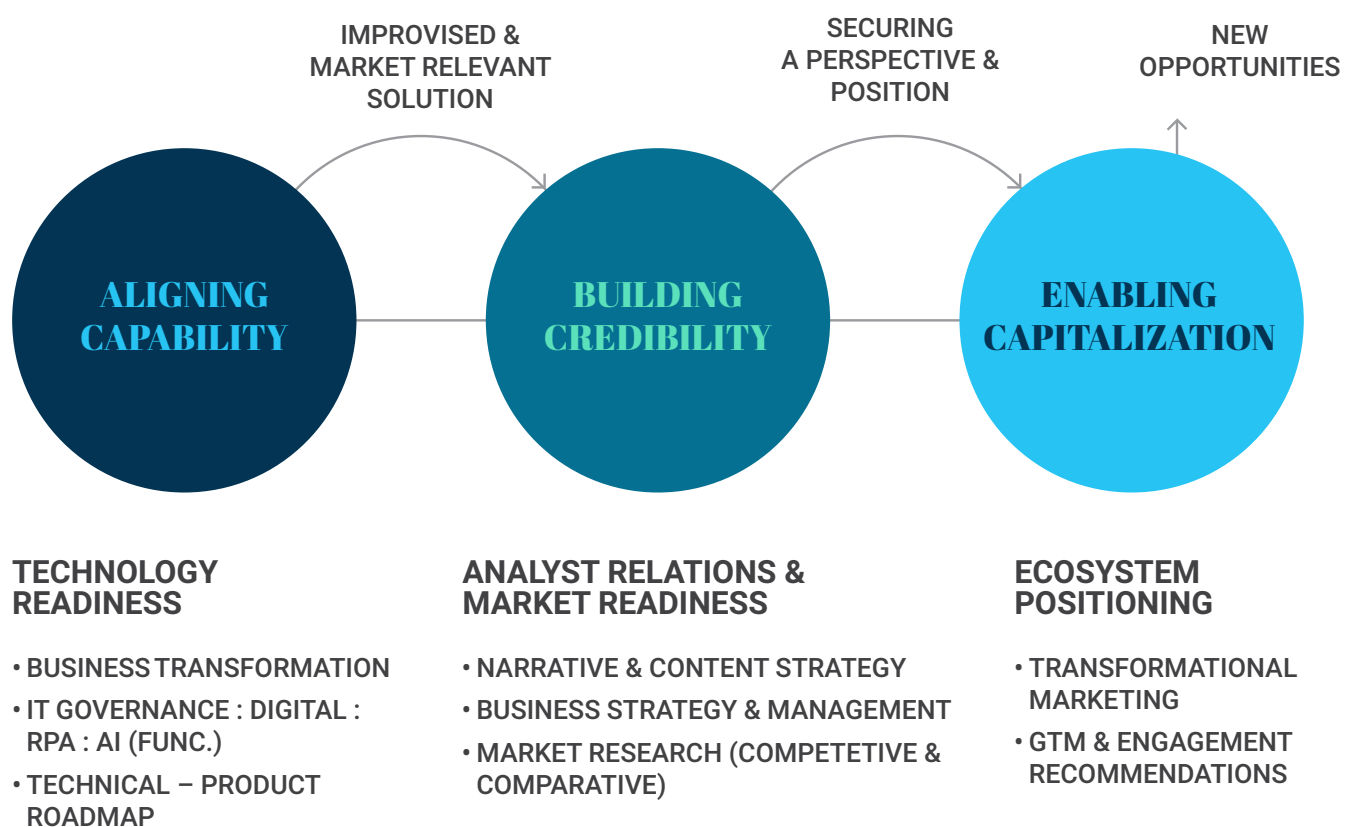 IMPROVISED &
MARKET RELEVANT
SOLUTION
SECURING
A PERSPECTIVE &
POSITION
NEW
OPPORTUNITIES
ALIGNING
CAPABILITY
BUILDING
CREDIBILITY
ENABLING
CAPITALIZATION
TECHNOLOGY
READINESS
• BUSINESS TRANSFORMATION
• IT GOVERNANCE : DIGITAL :
RPA : AI (FUNC.)
• TECHNICAL – PRODUCT
ROADMAP
ANALYST RELATIONS &
MARKET READINESS
• NARRATIVE & CONTENT STRATEGY
• BUSINESS STRATEGY & MANAGEMENT
• MARKET RESEARCH (COMPETETIVE &
COMPARATIVE)
ECOSYSTEM
POSITIONING
• TRANSFORMATIONAL
MARKETING
• GTM & ENGAGEMENT
RECOMMENDATIONS